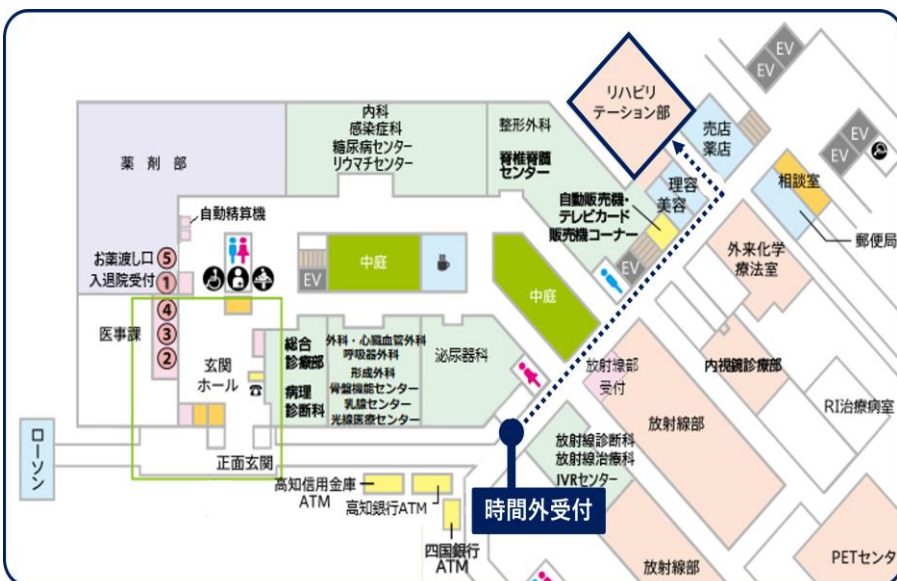 EV
EV
リハビリ
テーション部
内科
感染症科
糖尿病センター
リウマチセンター
整形外科
脊椎脊髄
センター
売店
薬店
EV
EV
薬剤部
理容
美容
相談室
自動販売機・
テレビカード
販売機コーナー
自動精算機
郵便局
外来化学
療法室
お薬渡し口
⑤
入退院受付
①
中庭
EV
EV
中庭
④
医事課
③
②
玄関
ホール
総合
診療部
病理
診断科
外科・心臓血管外科
呼吸器外科
形成外科
骨盤機能センター
乳腺センター
光線医療センター
泌尿器科
放射線部
受付
内視鏡診療部
放射線部
RI治療病室
ローソン
正面玄関
放射線診断科
放射線治療科
IVRセンター
高知信用金庫
ATM
高知銀行ATM
時間外受付
四国銀行
ATM
放射線部
PETセンタ